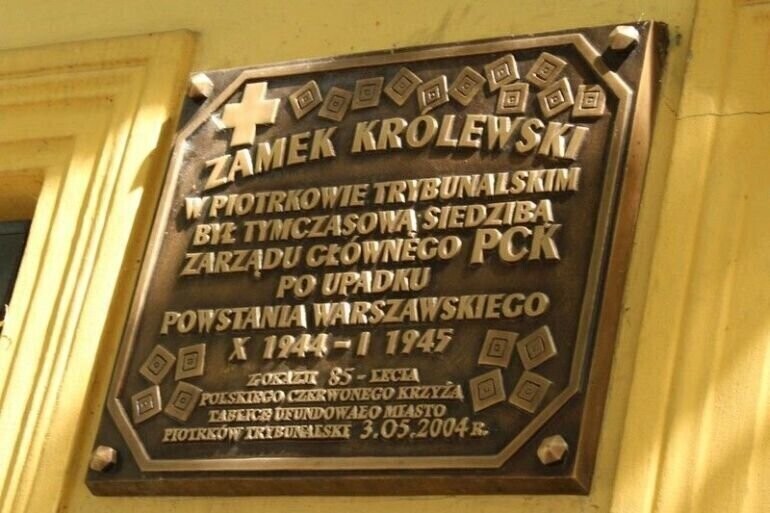 ZAMEK KRÓLEWSKI
W PIOTRKOWIE TRYBUNALSKIM
BYŁ TYMCZASOWĄ SIEDZIBĄ
ZARZĄDU GŁÓWNEGO PCK
PO UPADKU
POWSTANIA WARSZAWSKIEGO
X 1944 - I 1945
Z OKAZJI 85 - LECIA
POLSKIEGO CZERWONEGO KRZYŻA
TABLICĘ UFUNDOWAŁO MIASTO
PIOTRKÓW TRYBUNALSKI 3.05.2004 R.